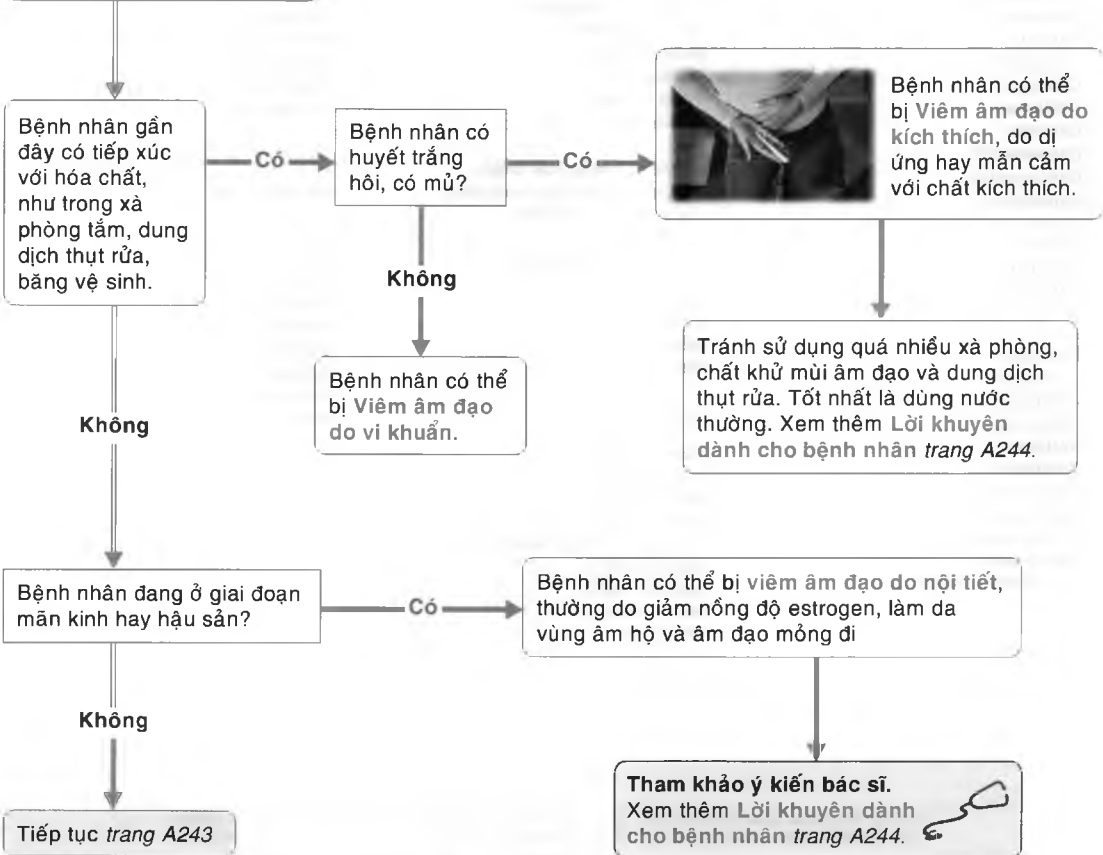 Bệnh nhân gần
đây có tiếp xúc
với hóa chất,
như trong xà
phòng tắm, dung
dịch thụt rửa,
băng vệ sinh.
Có
Bệnh nhân có
huyết trắng
hôi, có mủ?
Có
Bệnh nhân có thể
bị Viêm âm đạo do
kích thích, do dị
ứng hay mẫn cảm
với chất kích thích.
Không
Bệnh nhân có thể
bị Viêm âm đạo
do vi khuẩn.
Tránh sử dụng quá nhiều xà phòng,
chất khử mùi âm đạo và dung dịch
thụt rửa. Tốt nhất là dùng nước
thường. Xem thêm Lời khuyên
dành cho bệnh nhân trang A244.
Không
Bệnh nhân đang ở giai đoạn
mãn kinh hay hậu sản?
Có
Bệnh nhân có thể bị viêm âm đạo do nội tiết,
thường do giảm nồng độ estrogen, làm da
vùng âm hộ và âm đạo mỏng đi
Không
Tiếp tục trang A243
Tham khảo ý kiến bác sĩ.
Xem thêm Lời khuyên dành
cho bệnh nhân trang A244.